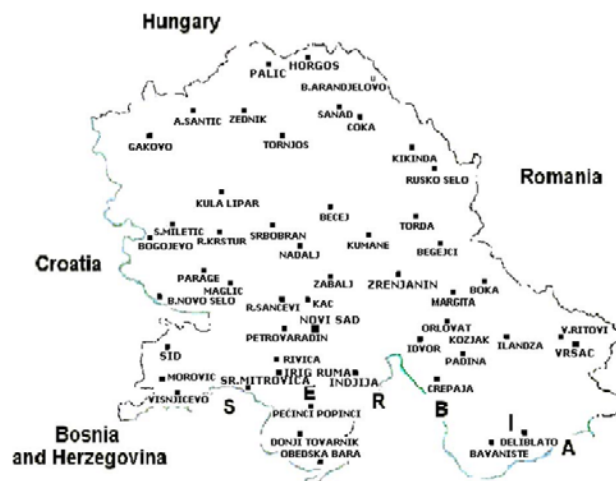 Hungary
PALIC
HORGOS
B.ARANDJELOVO
A.SANTIC
ZEDNIK
SANAD
COKA
GAKOVO
TORNJOS
KIKINDA
RUSKO SELO
Romania
KULA LIPAR
BECEJ
S.MILETIC
BOGOJEVO
R.KRSTUR
SRBOBRAN
NADALJ
KUMANE
TORDA
BEGEJCI
Croatia
PARAGE
MAGLIC
B.NOVO SELO
ZABALJ
ZRENJANIN
BOKA
MARGITA
R.SANCEVI
KAC
NOVI SAD
PETROVARADIN
ORLOVAT
IDVOR
KOZJAK
PADINA
ILANDZA
V.RITOVI
VRSAC
SID
RIVICA
MOROVIC
SR.MITROVICA
IRIG RUMA
INDJIJA
CREPAJA
VISNJICEVO
S E R B I A
PECINCI POPINCI
Bosnia
and Herzegovina
DONJI TOVARNIK
OBEDSKA BARA
DELIBLATO
BAVANISTE